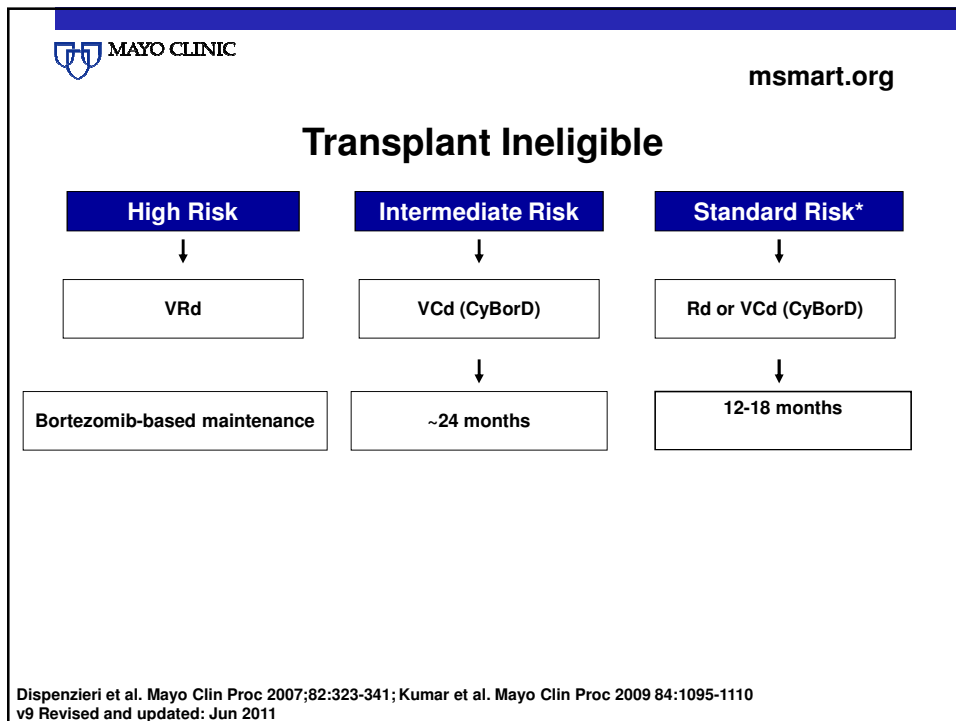 MAYO CLINIC
msmart.org
Transplant Ineligible
High Risk
Intermediate Risk
Standard Risk*
VRd
VCd (CyBorD)
Rd or VCd (CyBorD)
Bortezomib-based maintenance
~24 months
12-18 months
Dispenzieri et al. Mayo Clin Proc 2007;82:323-341; Kumar et al. Mayo Clin Proc 2009 84:1095-1110
v9 Revised and updated: Jun 2011